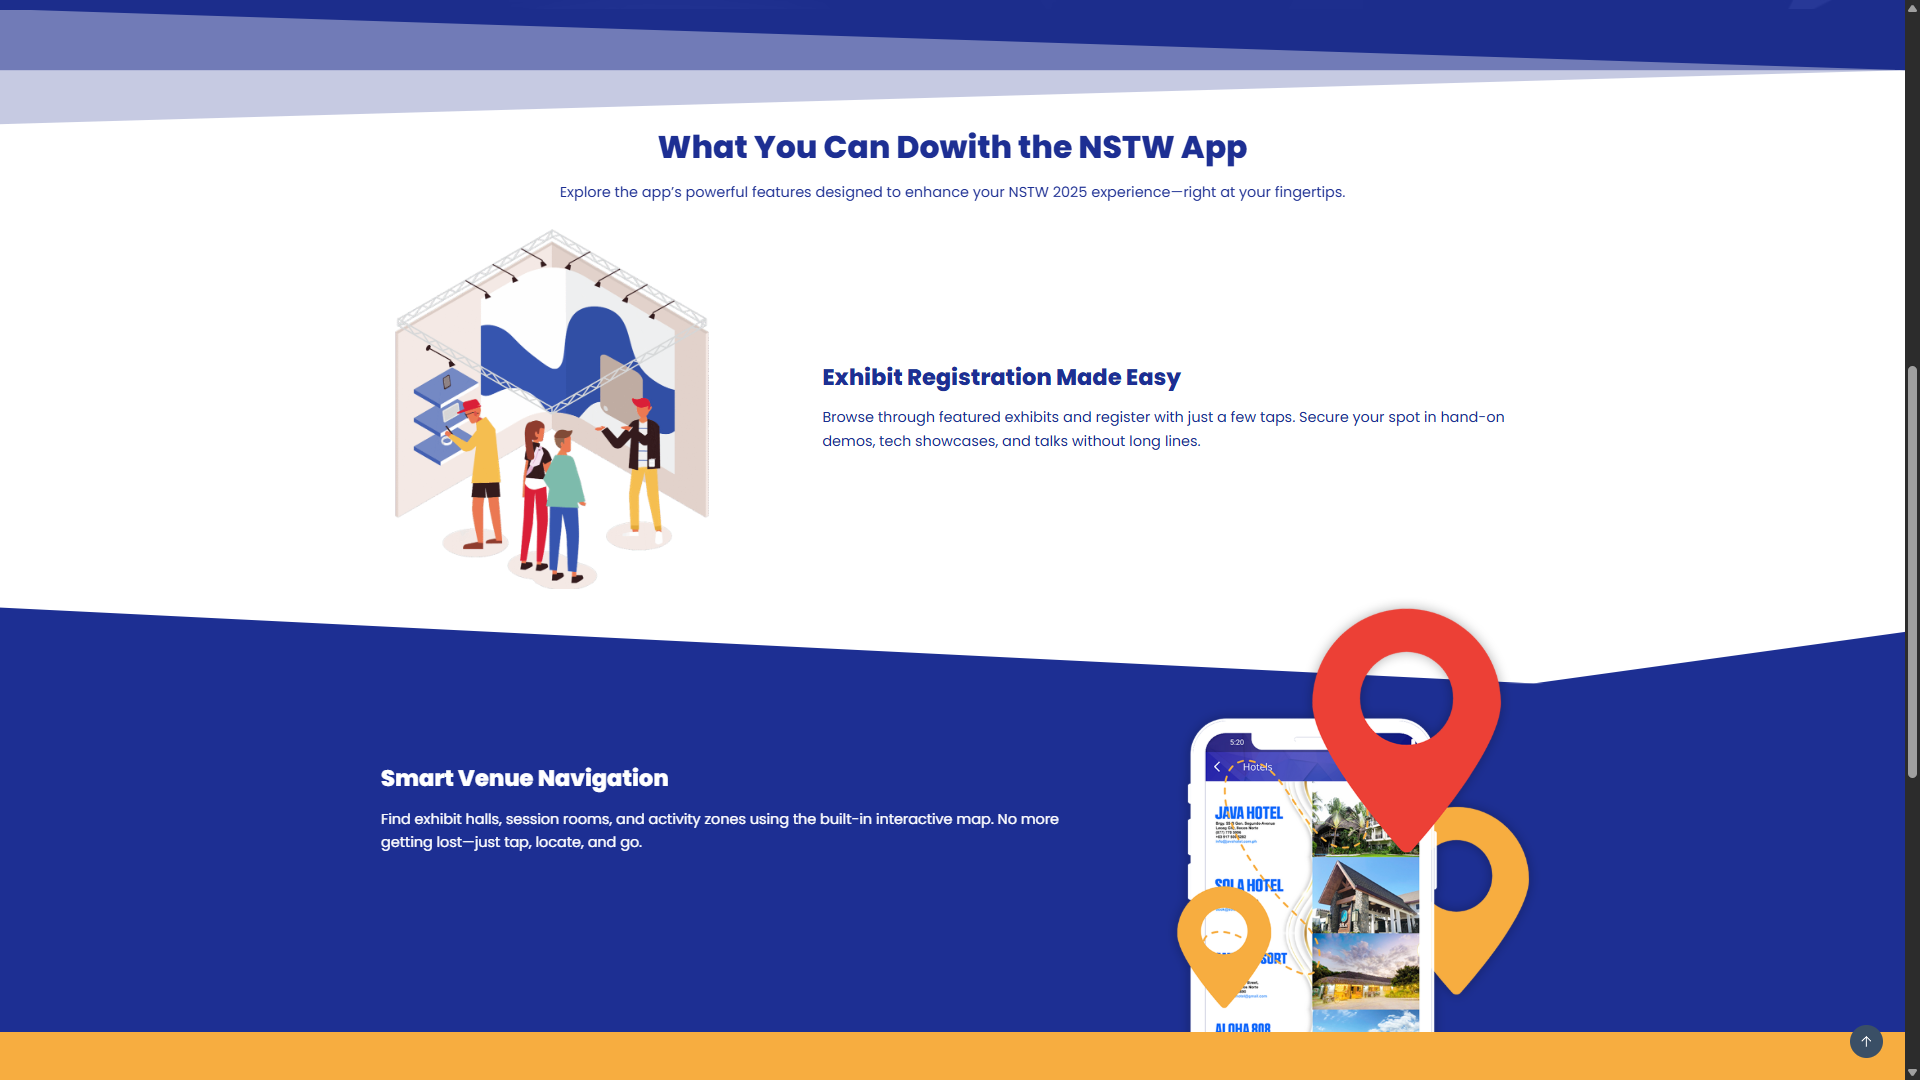 What You Can Dowith the NSTW App
Explore the app’s powerful features designed to enhance your NSTW 2025 experience—right at your fingertips.
Exhibit Registration Made Easy
Browse through featured exhibits and register with just a few taps. Secure your spot in hand-on
demos, tech showcases, and talks without long lines.
Smart Venue Navigation
Find exhibit halls, session rooms, and activity zones using the built-in interactive map. No more
getting lost—just tap, locate, and go.
5:20
Hotels
JAVA HOTEL
SOLA HOTEL
ALOHA 808